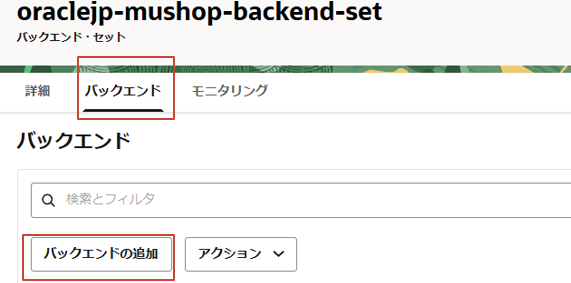 oraclejp-mushop-backend-set
バックエンド・セット
詳細 バックエンド モニタリング
バックエンド
検索とフィルタ
バックエンドの追加 アクション